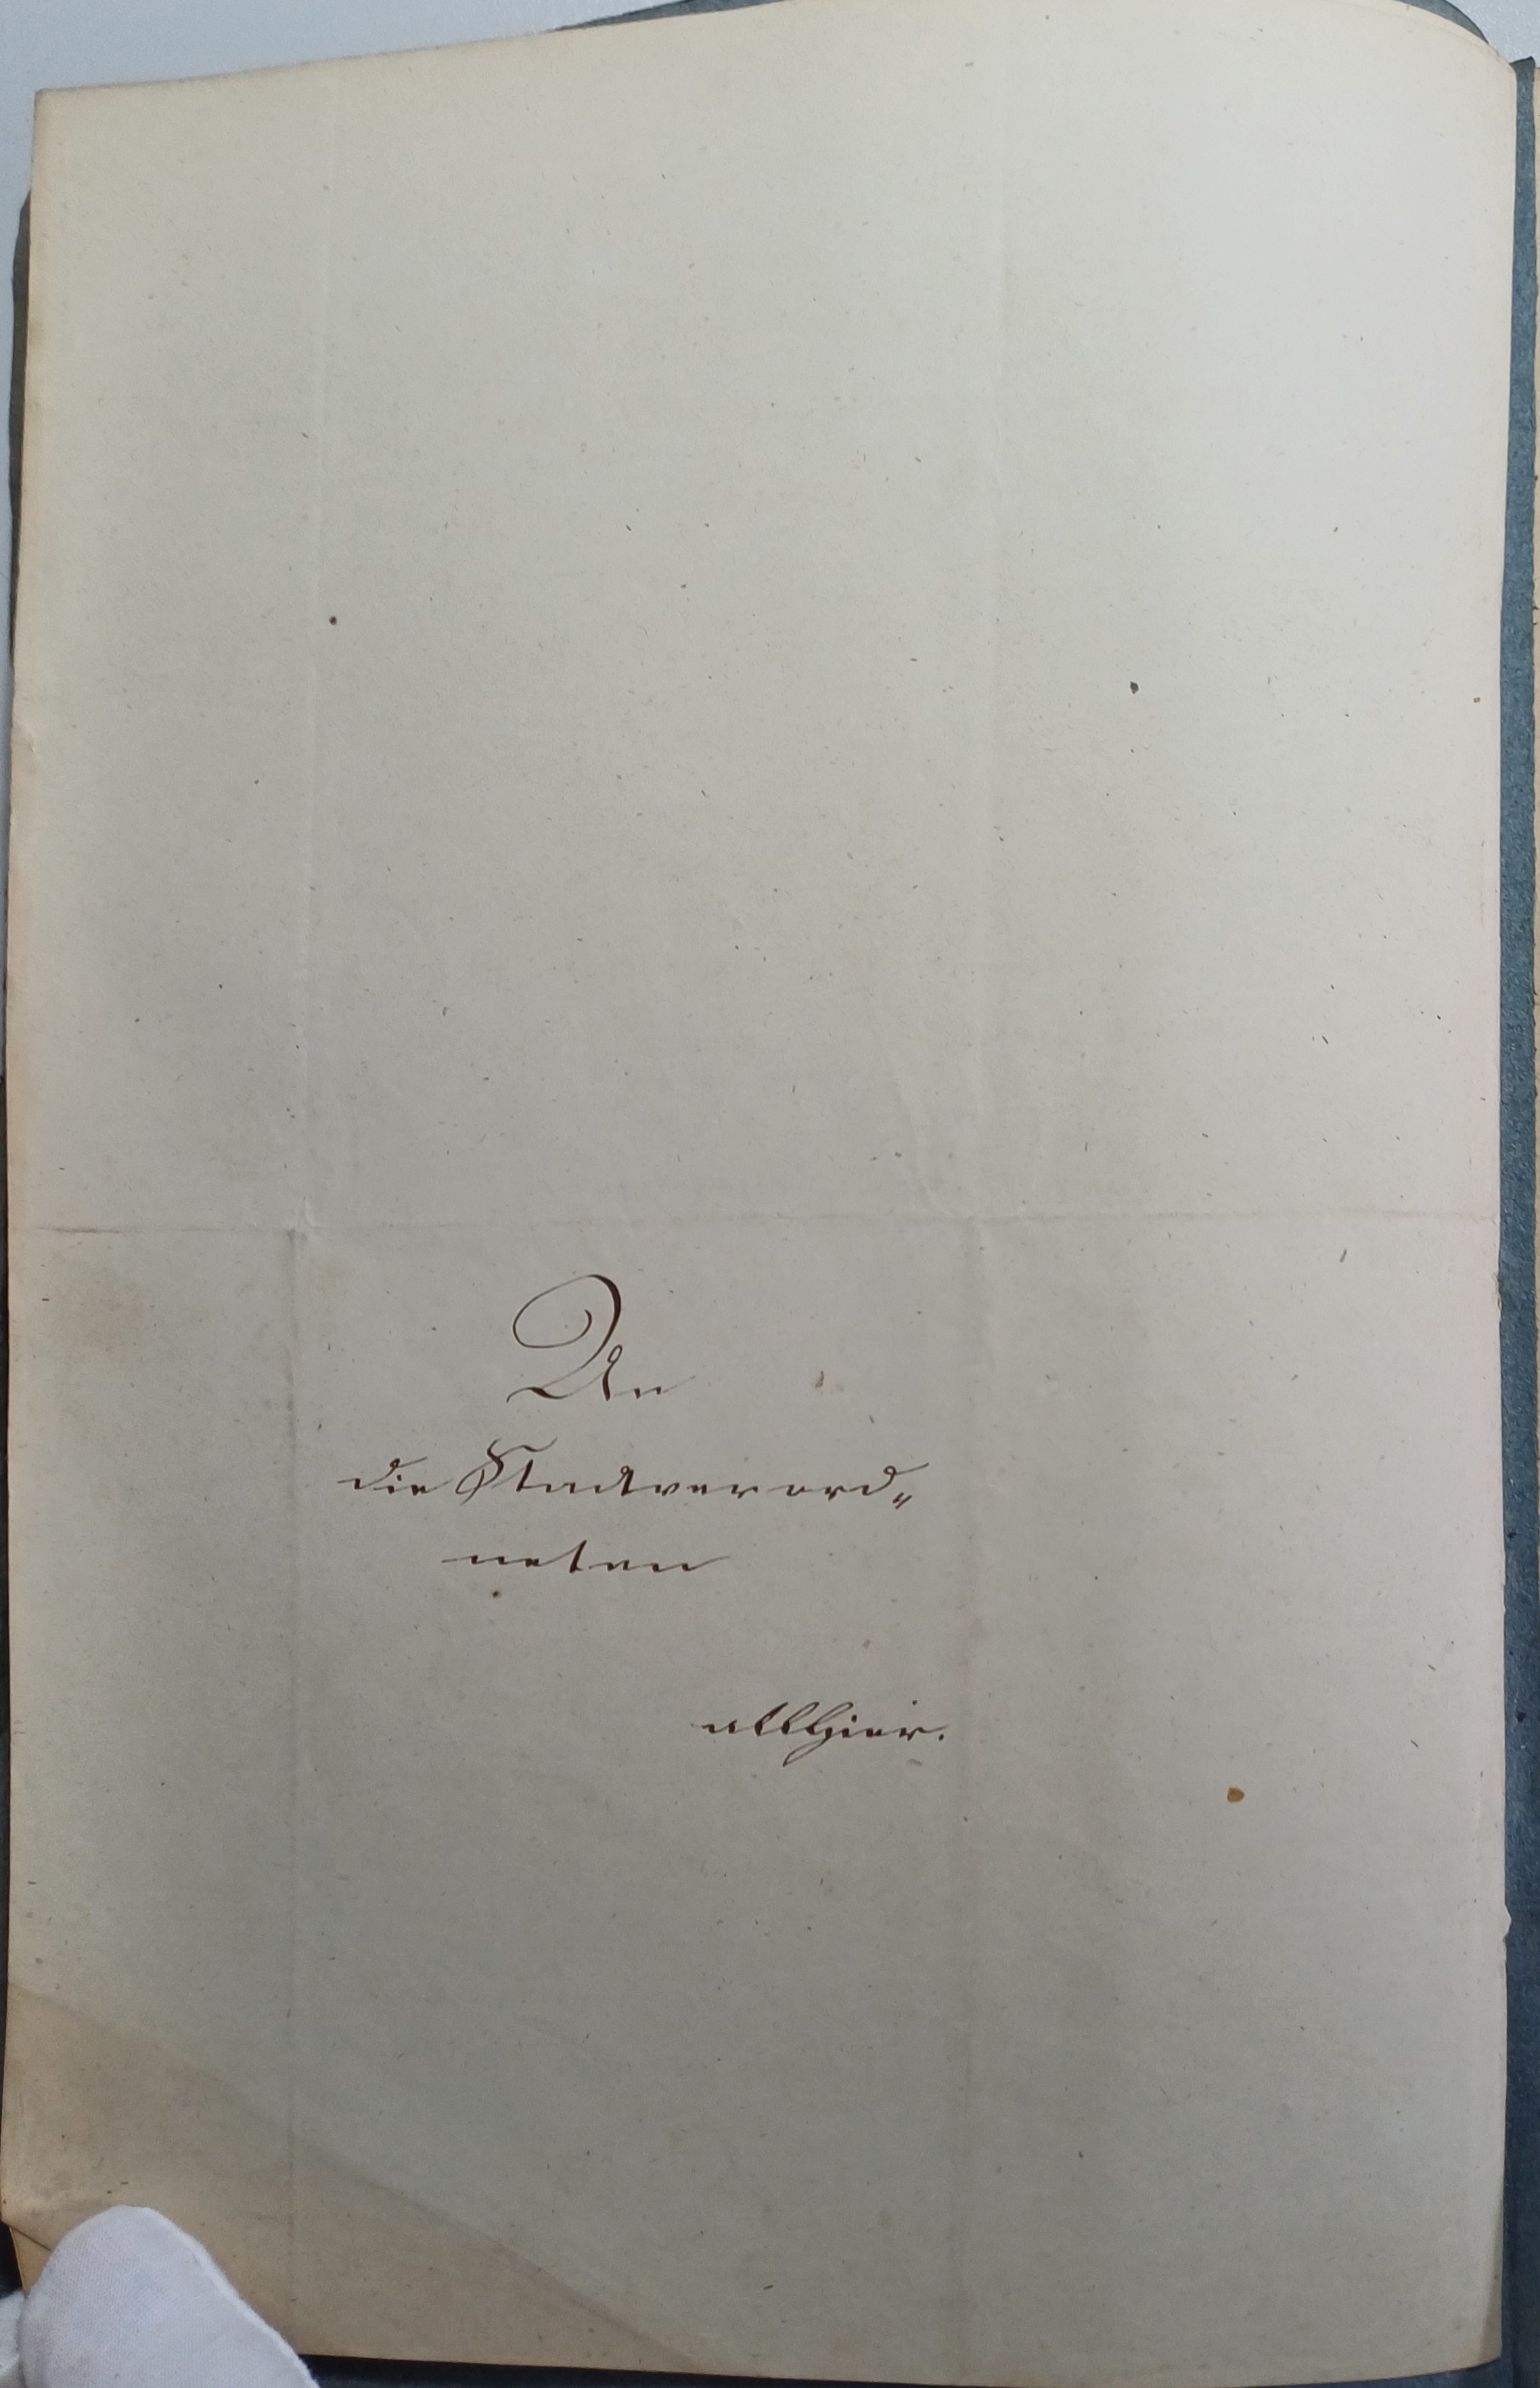 An
die Stadtverord„
neten
allhier.